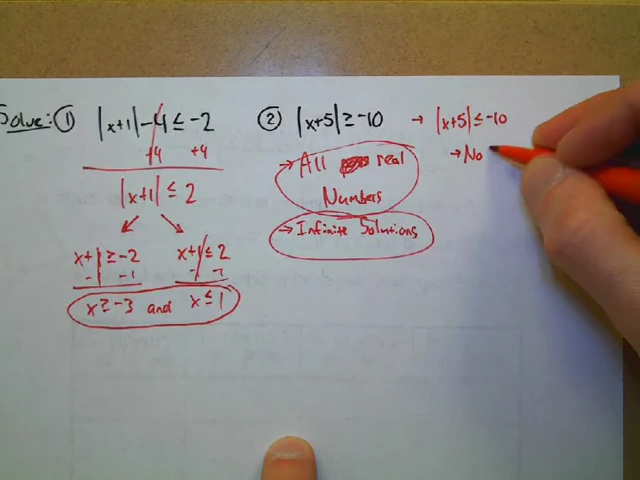 Solve: ① |x+1| - 4 ≤ -2
+4 +4
|x+1| ≤ 2
x+1 ≥ -2 x+1 ≤ 2
-1 -1 -1 -1
x ≥ -3 and x ≤ 1
② |x+5| ≥ -10 → |x+5| ≤ -10
→ All real
Numbers
→ Infinite Solutions
→ No